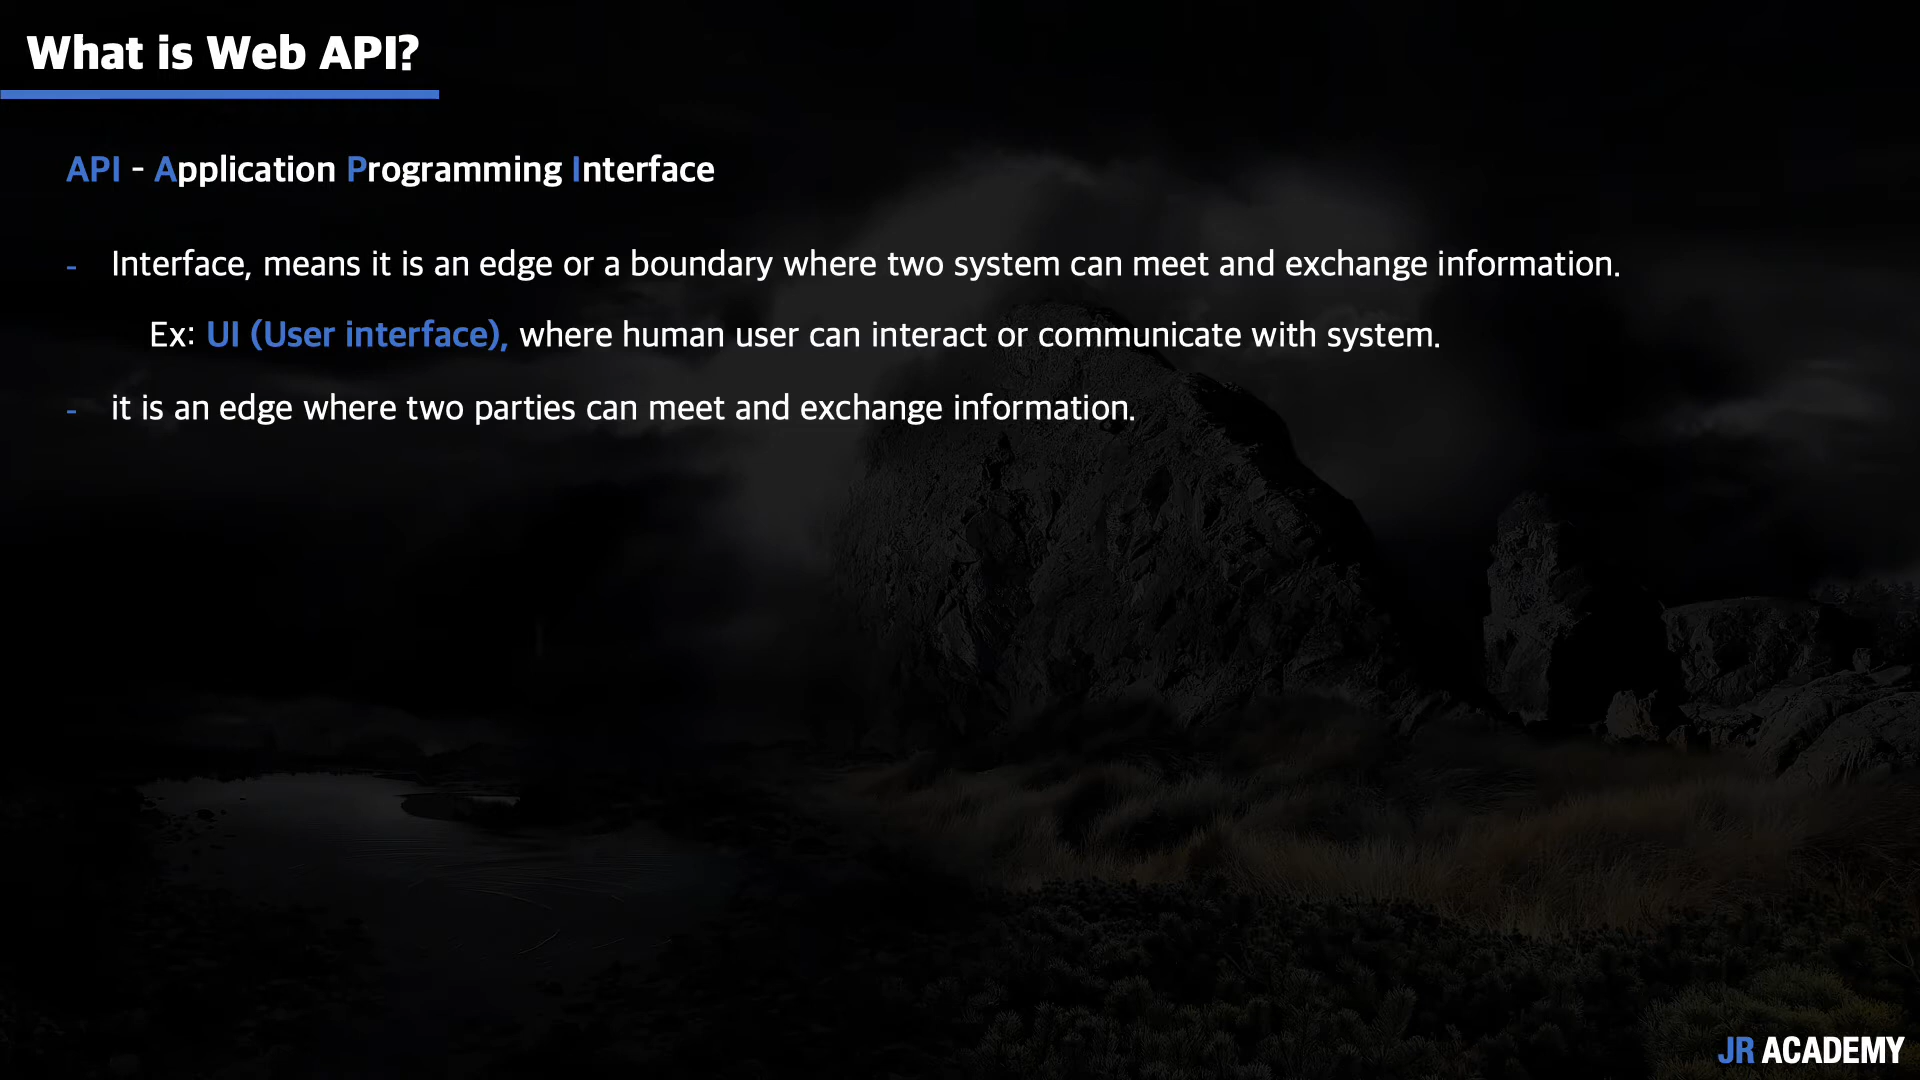 What is Web API?
API - Application Programming Interface
- Interface, means it is an edge or a boundary where two system can meet and exchange information.
Ex: UI (User interface), where human user can interact or communicate with system.
- it is an edge where two parties can meet and exchange information.
JR ACADEMY